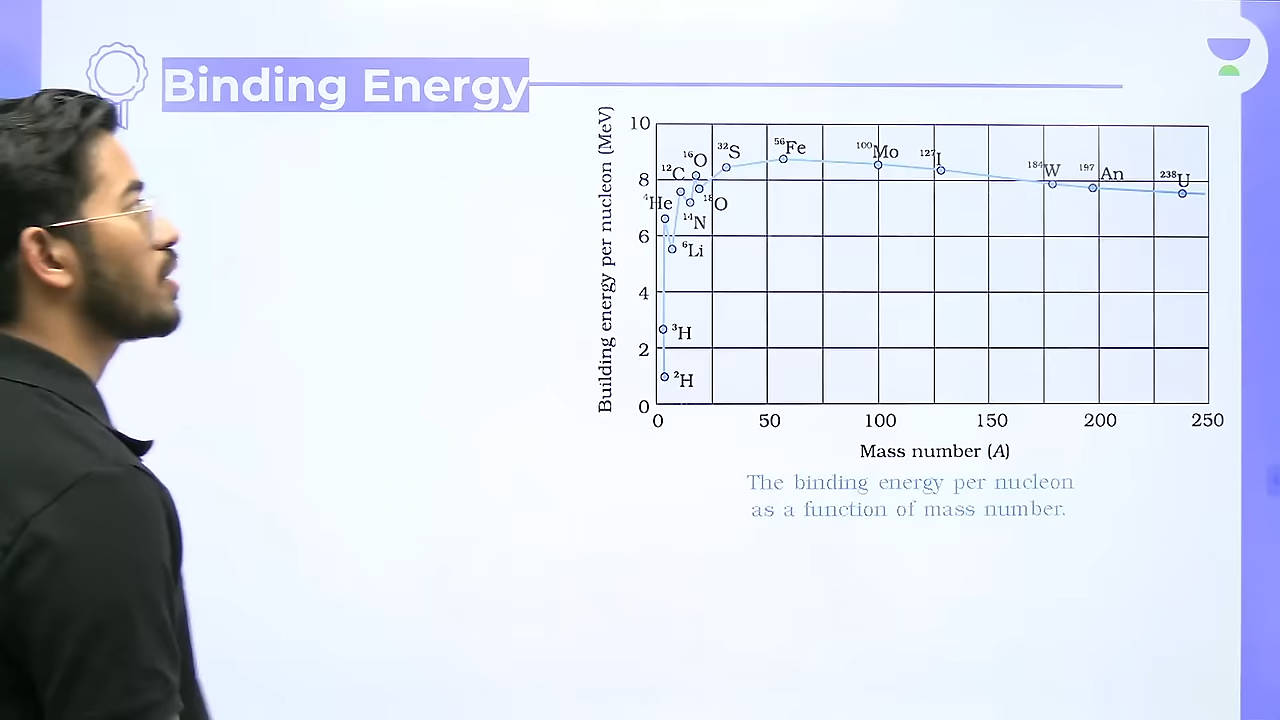 Binding Energy
Building energy per nucleon (MeV)
10
8
6
4
2
0
⁴He
¹²C
¹⁶O
³²S
⁵⁶Fe
¹⁰⁰Mo
¹²⁷I
¹⁸⁴W
¹⁹⁷An
²³⁸U
¹⁸O
¹⁴N
⁶Li
³H
²H
0 50 100 150 200 250
Mass number (A)
The binding energy per nucleon
as a function of mass number.